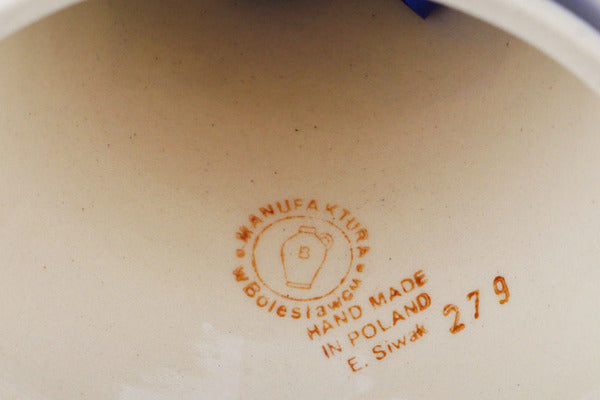 MANUFAKTURA
w Bolesławcu
B
HAND MADE
IN POLAND
E. Siwak
279